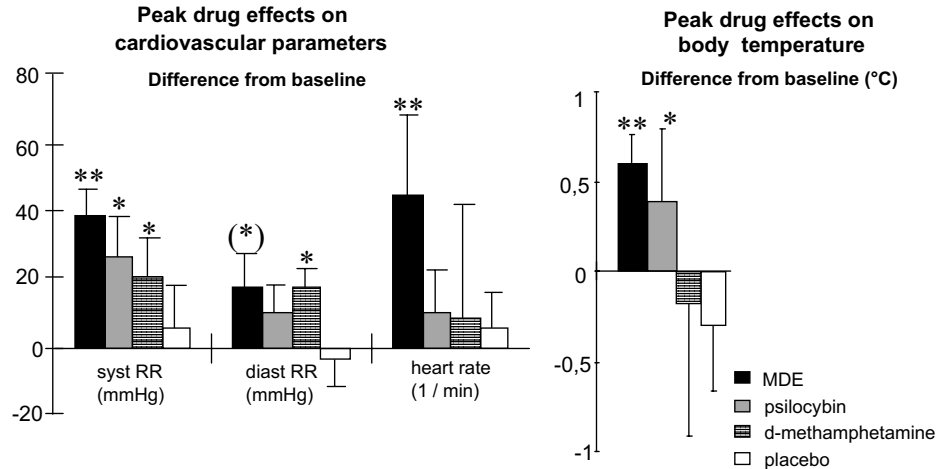 Peak drug effects on
cardiovascular parameters
Difference from baseline
80
60
40
20
0
-20
**
*
*
(*)
*
**
syst RR
(mmHg)
diast RR
(mmHg)
heart rate
(1 / min)
Peak drug effects on
body temperature
Difference from baseline (°C)
1
0,5
0
-0,5
-1
**
*
MDE
psilocybin
d-methamphetamine
placebo